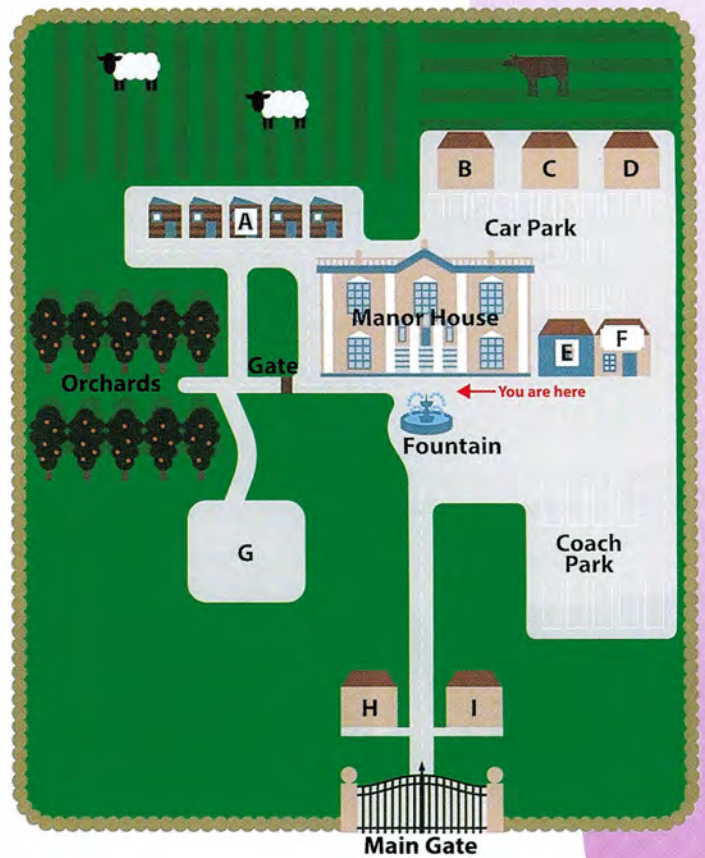 B
C
D
A
Car Park
Manor House
E
F
Gate
Orchards
You are here
Fountain
G
Coach
Park
H
I
Main Gate